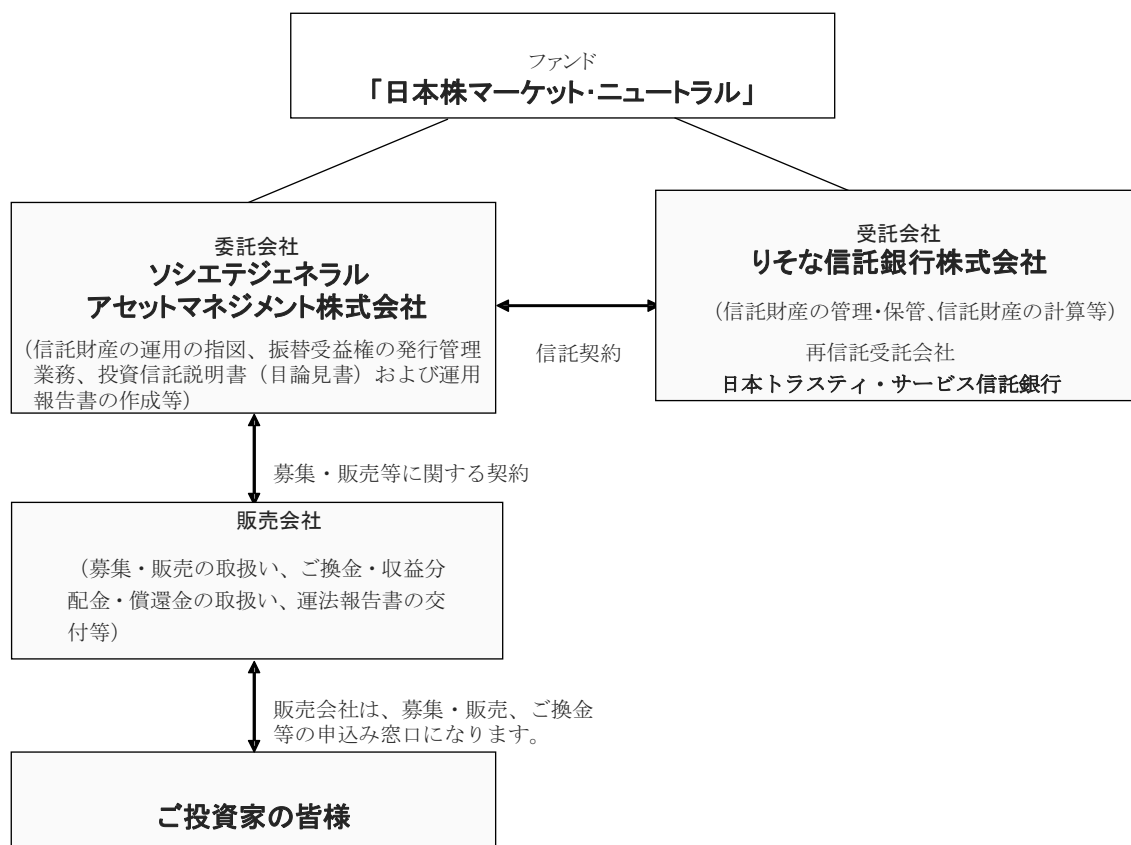 ファンド
「日本株マーケット・ニュートラル」
委託会社
ソシエテジェネラル
アセットマネジメント株式会社
（信託財産の運用の指図、振替受益権の発行管理
業務、投資信託説明書（目論見書）および運用
報告書の作成等）
信託契約
受託会社
りそな信託銀行株式会社
（信託財産の管理・保管、信託財産の計算等）
再信託受託会社
日本トラスティ・サービス信託銀行
募集・販売等に関する契約
販売会社
（募集・販売の取扱い、ご換金・収益分
配金・償還金の取扱い、運法報告書の交
付等）
販売会社は、募集・販売、ご換金
等の申込み窓口になります。
ご投資家の皆様